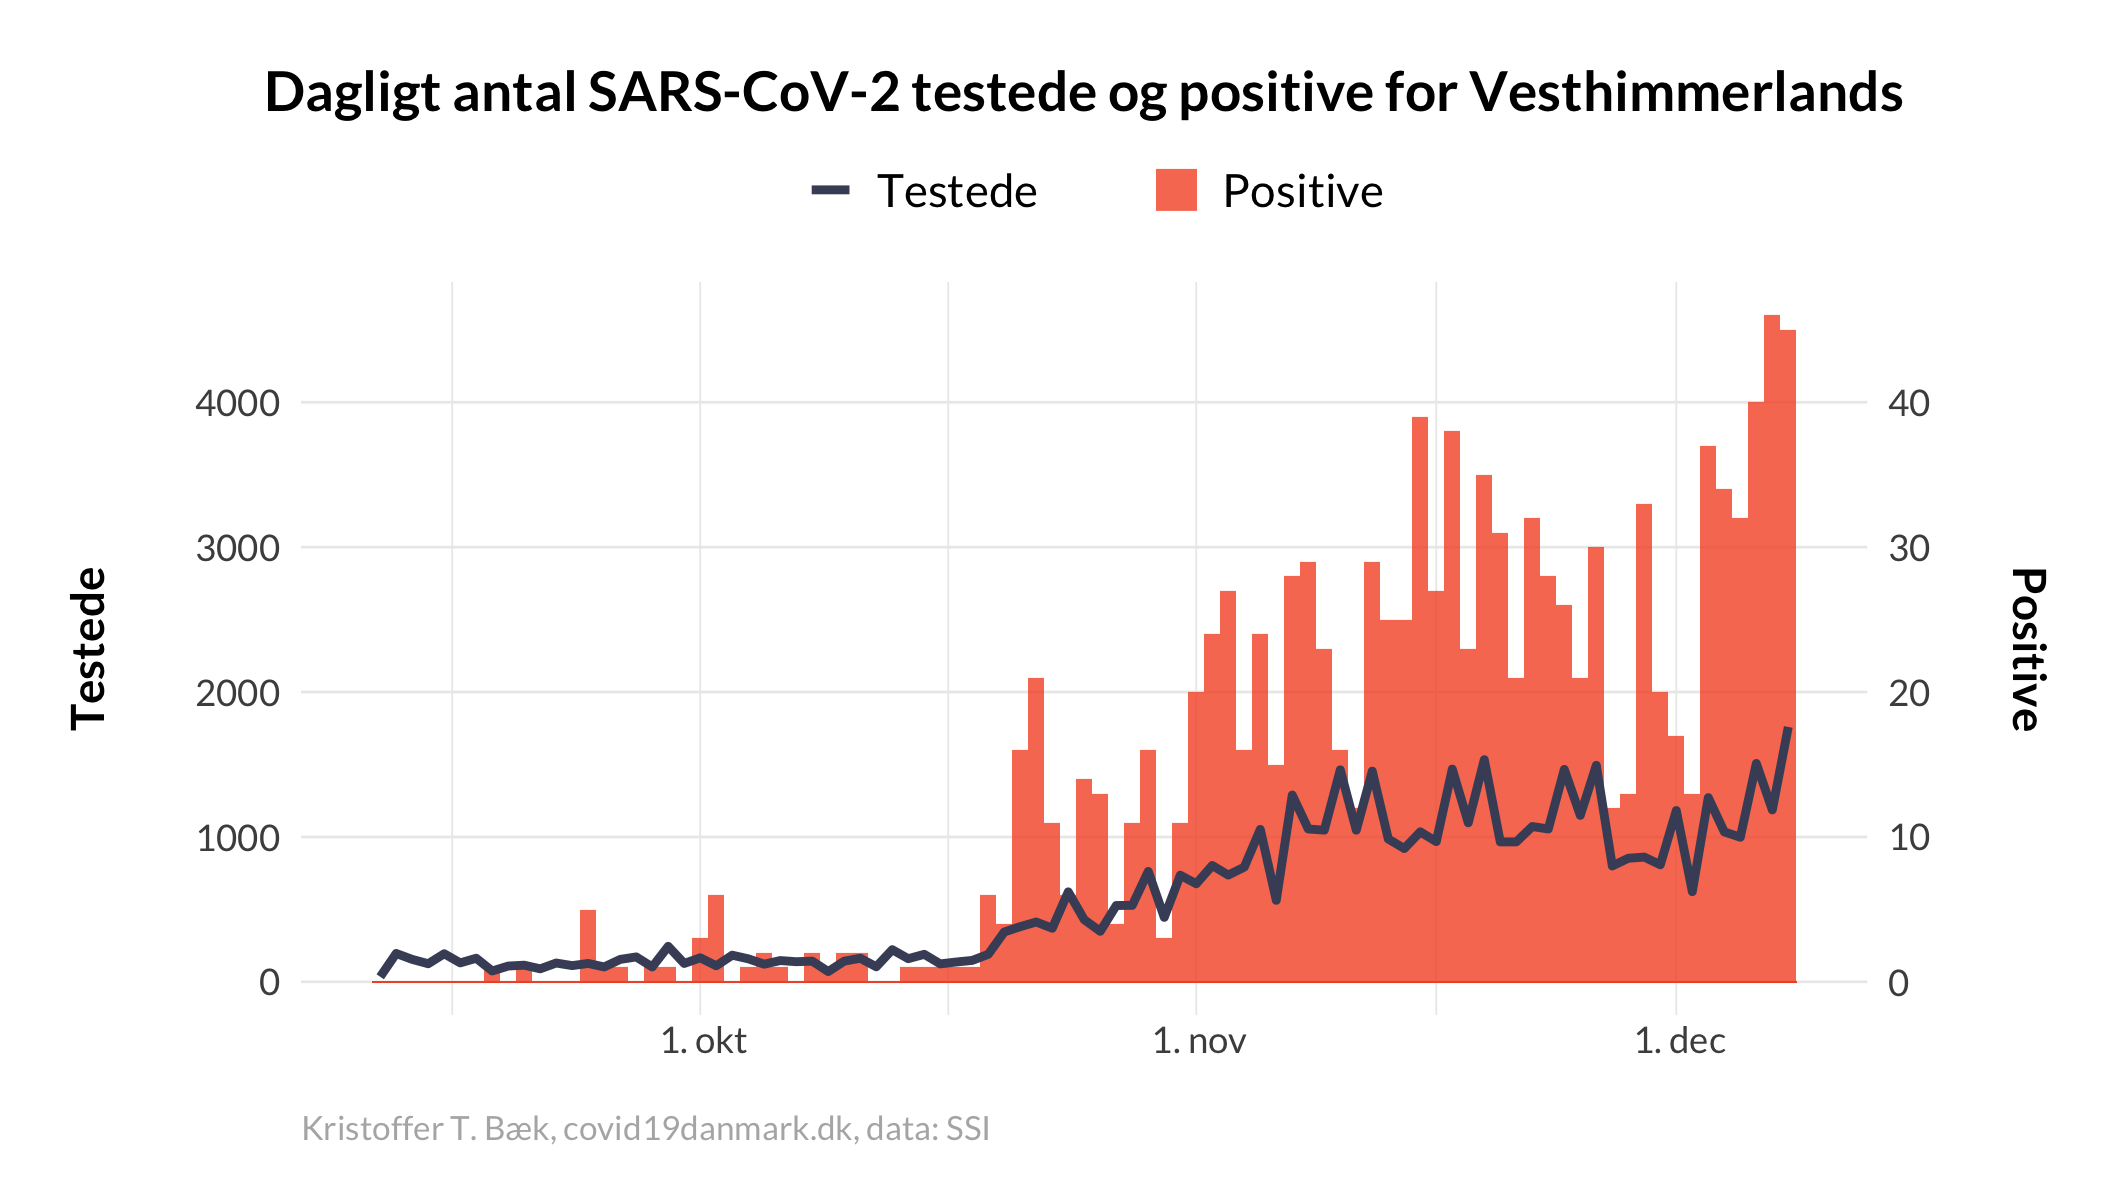 Dagligt antal SARS-CoV-2 testede og positive for Vesthimmerlands
Testede
Positive
Testede
4000
3000
2000
1000
0
40
30
20
10
0
Positive
1. okt
1. nov
1. dec
Kristoffer T. Bæk, covid19danmark.dk, data: SSI